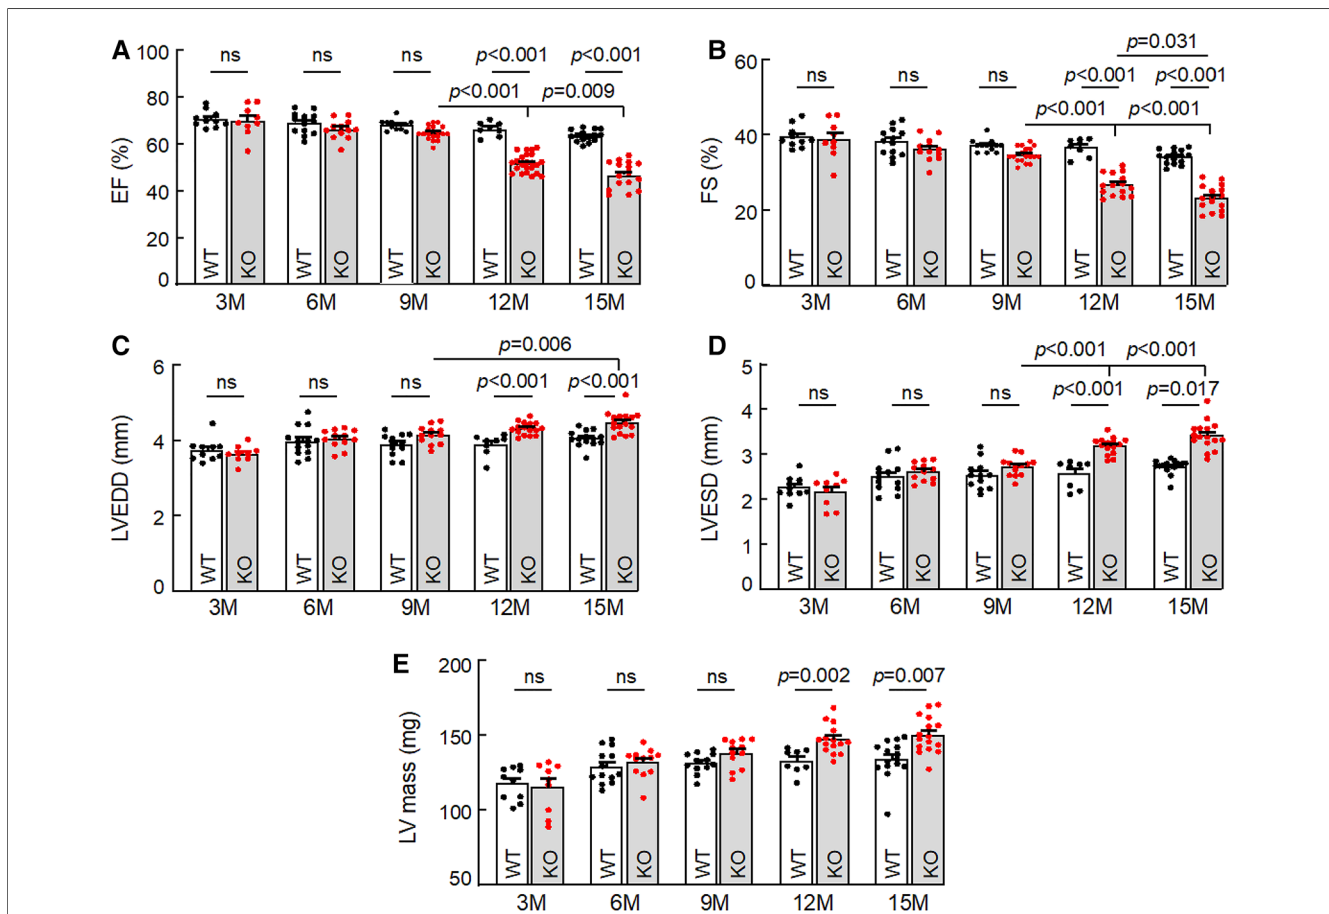 A
EF (%)
100
80
60
40
20
0
ns
ns
ns
p<0.001
p<0.001
p<0.001
p=0.009
WT
KO
WT
KO
WT
KO
WT
KO
WT
KO
3M
6M
9M
12M
15M
B
FS (%)
60
40
20
0
p=0.031
ns
ns
ns
p<0.001
p<0.001
p<0.001
p<0.001
WT
KO
WT
KO
WT
KO
WT
KO
WT
KO
3M
6M
9M
12M
15M
C
LVEDD (mm)
6
4
2
0
p=0.006
ns
ns
ns
p<0.001
p<0.001
WT
KO
WT
KO
WT
KO
WT
KO
WT
KO
3M
6M
9M
12M
15M
D
LVESD (mm)
5
4
3
2
1
0
p<0.001
p<0.001
ns
ns
ns
p<0.001
p=0.017
WT
KO
WT
KO
WT
KO
WT
KO
WT
KO
3M
6M
9M
12M
15M
E
LV mass (mg)
200
150
100
50
ns
ns
ns
p=0.002
p=0.007
WT
KO
WT
KO
WT
KO
WT
KO
WT
KO
3M
6M
9M
12M
15M